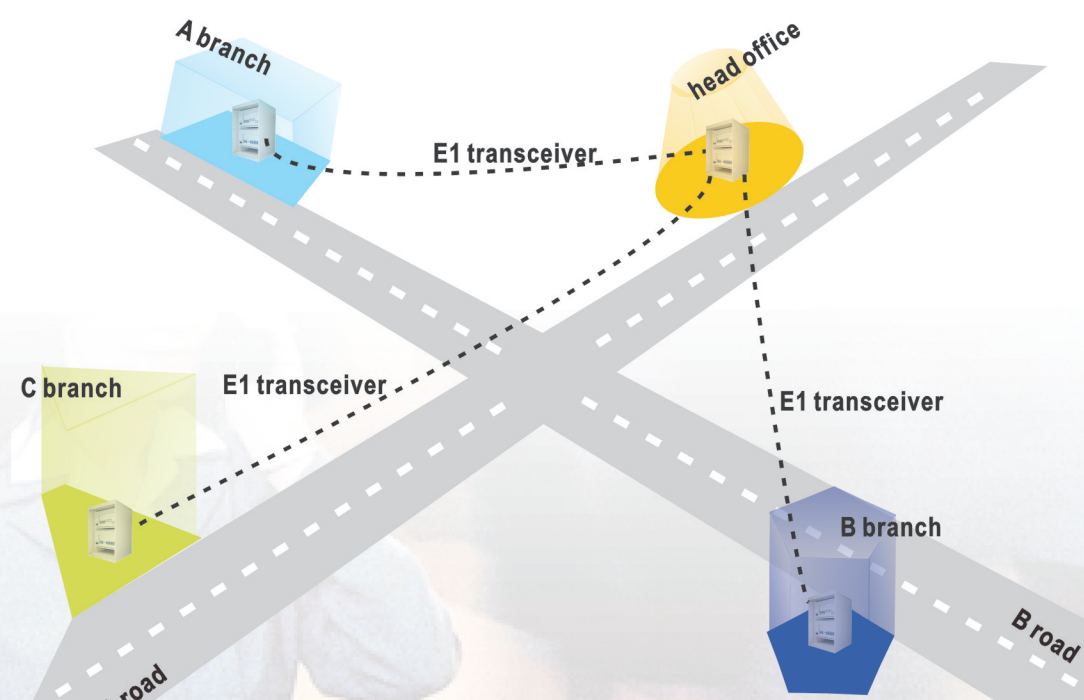 A branch
head office
E1 transceiver
C branch
E1 transceiver
E1 transceiver
B branch
B road
road